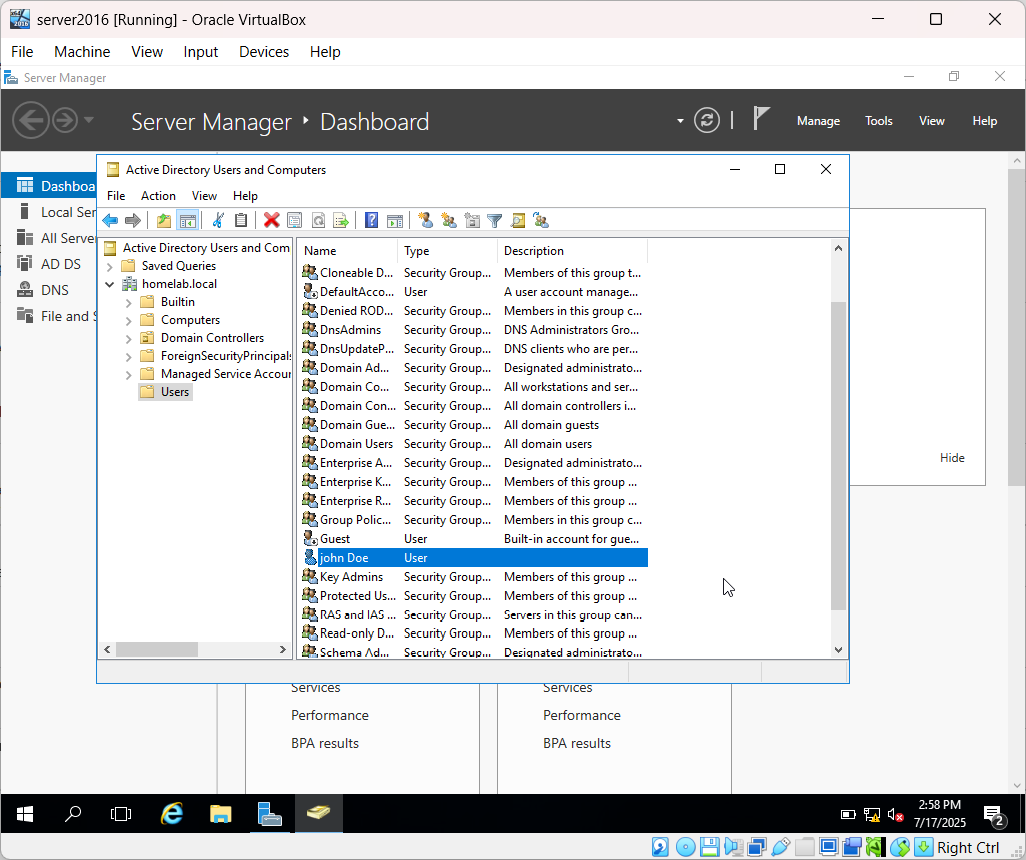 server2016 [Running] - Oracle VirtualBox
File Machine View Input Devices Help
Server Manager
Server Manager Dashboard
Manage Tools View Help
Dashboa
Local Ser
All Server
AD DS
DNS
File and S
Active Directory Users and Computers
File Action View Help
Active Directory Users and Com
Saved Queries
homelab.local
Builtin
Computers
Domain Controllers
ForeignSecurityPrincipals
Managed Service Accoun
Users
Name Type Description
Cloneable D... Security Group... Members of this group t...
DefaultAcco... User A user account manage...
Denied ROD... Security Group... Members in this group c...
DnsAdmins Security Group... DNS Administrators Gro...
DnsUpdateP... Security Group... DNS clients who are per...
Domain Ad... Security Group... Designated administrato...
Domain Co... Security Group... All workstations and ser...
Domain Con... Security Group... All domain controllers i...
Domain Gue... Security Group... All domain guests
Domain Users Security Group... All domain users
Enterprise A... Security Group... Designated administrato...
Enterprise K... Security Group... Members of this group ...
Enterprise R... Security Group... Members of this group ...
Group Polic... Security Group... Members in this group c...
Guest User Built-in account for gue...
john Doe User
Key Admins Security Group... Members of this group ...
Protected Us... Security Group... Members of this group ...
RAS and IAS ... Security Group... Servers in this group can...
Read-only D... Security Group... Members of this group ...
Schema Ad... Security Group... Designated administrato...
Hide
Services Services
Performance Performance
BPA results BPA results
2:58 PM
7/17/2025
2
Right Ctrl